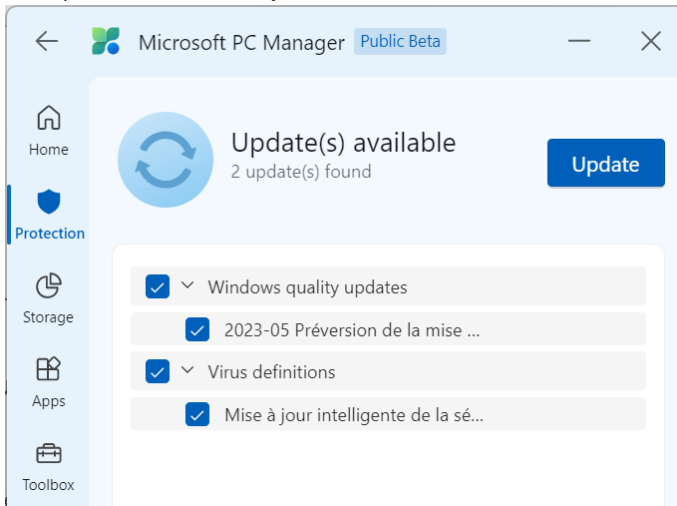 Microsoft PC Manager Public Beta
Home
Protection
Storage
Apps
Toolbox
Update(s) available
2 update(s) found
Update
Windows quality updates
2023-05 Préversion de la mise ...
Virus definitions
Mise à jour intelligente de la sé...